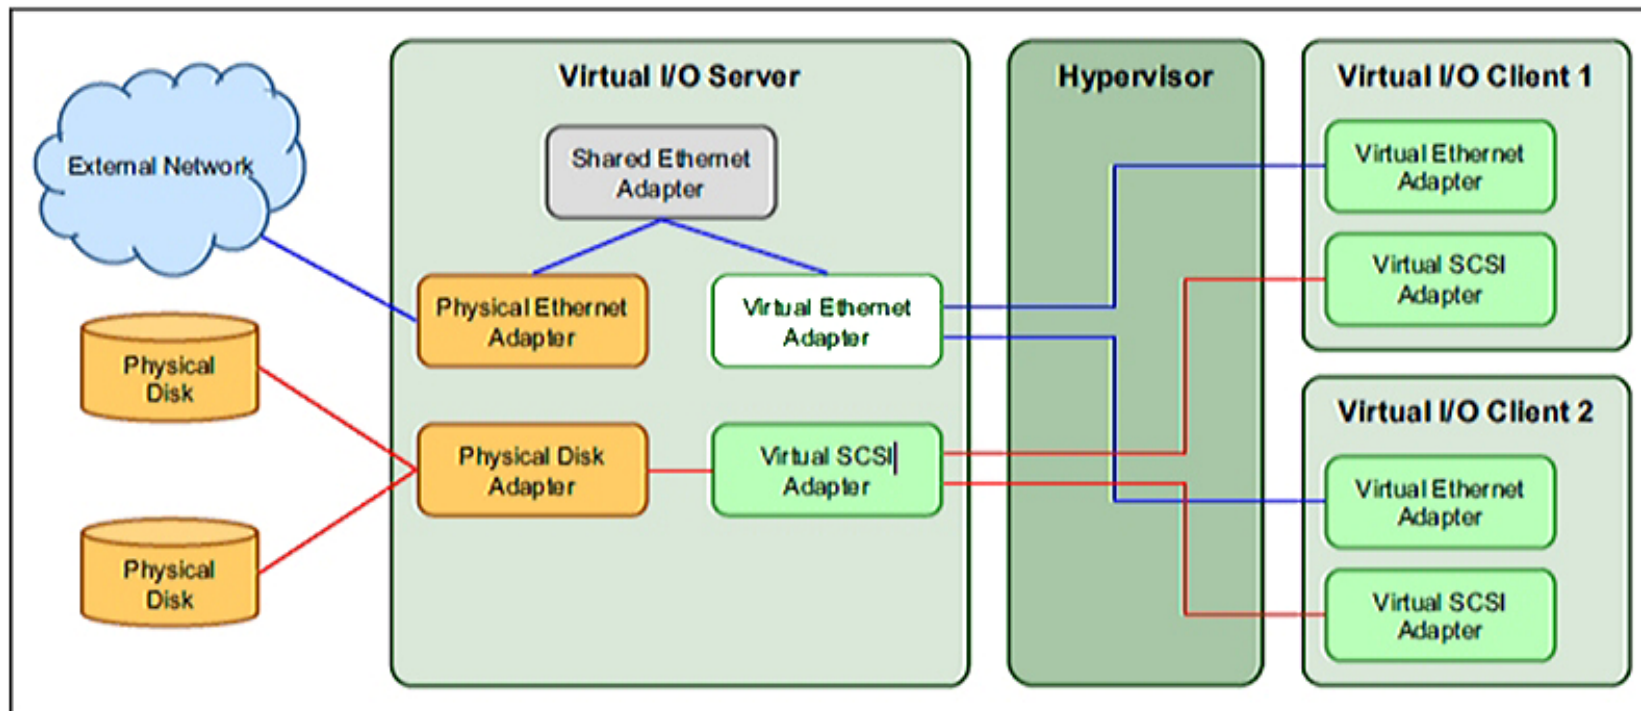 Virtual I/O Server
Hypervisor
Virtual I/O Client 1
External Network
Shared Ethernet
Adapter
Physical Ethernet
Adapter
Virtual Ethernet
Adapter
Physical
Disk
Physical Disk
Adapter
Virtual SCSI
Adapter
Physical
Disk
Virtual Ethernet
Adapter
Virtual SCSI
Adapter
Virtual I/O Client 2
Virtual Ethernet
Adapter
Virtual SCSI
Adapter